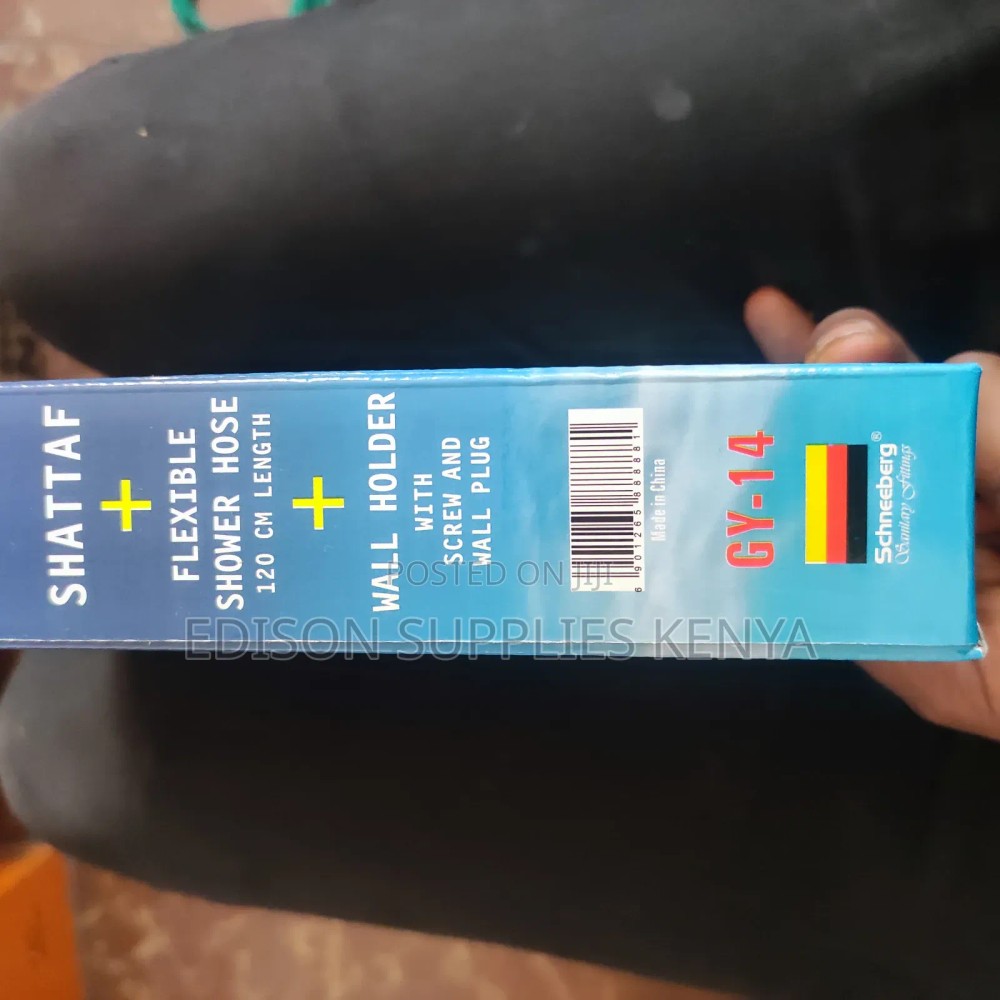 SHATTAF
+
FLEXIBLE
SHOWER HOSE
120 CM LENGTH
+
WALL HOLDER
WITH
SCREW AND
WALL PLUG
Made in China
GY-14
Schneeberg®
Sanitary Fittings
POSTED ON JIJI
EDISON SUPPLIES KENYA